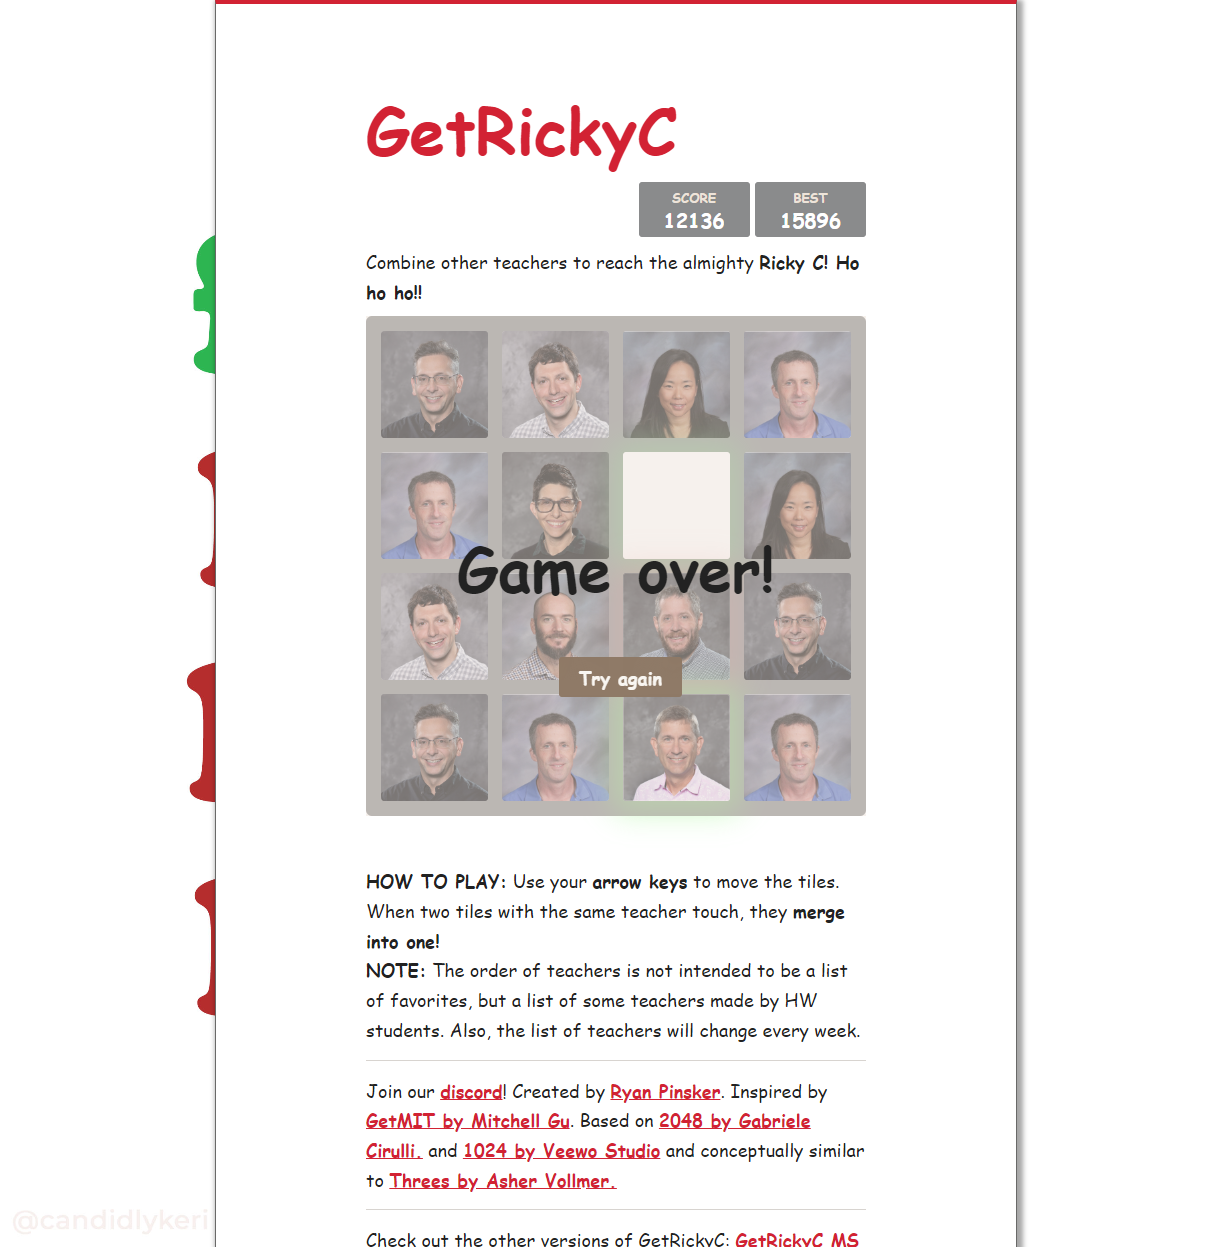 GetRickyC
SCORE
12136
BEST
15896
Combine other teachers to reach the almighty Ricky C! Ho
ho ho!!
Game over!
Try again
HOW TO PLAY: Use your arrow keys to move the tiles.
When two tiles with the same teacher touch, they merge
into one!
NOTE: The order of teachers is not intended to be a list
of favorites, but a list of some teachers made by HW
students. Also, the list of teachers will change every week.
Join our discord! Created by Ryan Pinsker. Inspired by
GetMIT by Mitchell Gu. Based on 2048 by Gabriele
Cirulli. and 1024 by Veewo Studio and conceptually similar
to Threes by Asher Vollmer.
Check out the other versions of GetRickyC: GetRickyC MS
@candidlykeri